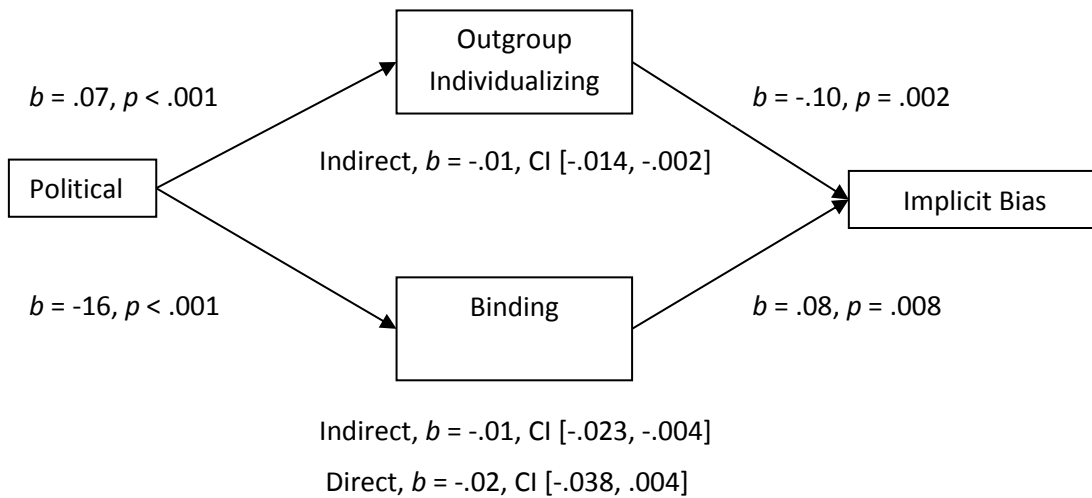 Outgroup
Individualizing
b = .07, p < .001
b = -.10, p = .002
Indirect, b = -.01, CI [-.014, -.002]
Political
Implicit Bias
b = -16, p < .001
Binding
b = .08, p = .008
Indirect, b = -.01, CI [-.023, -.004]
Direct, b = -.02, CI [-.038, .004]